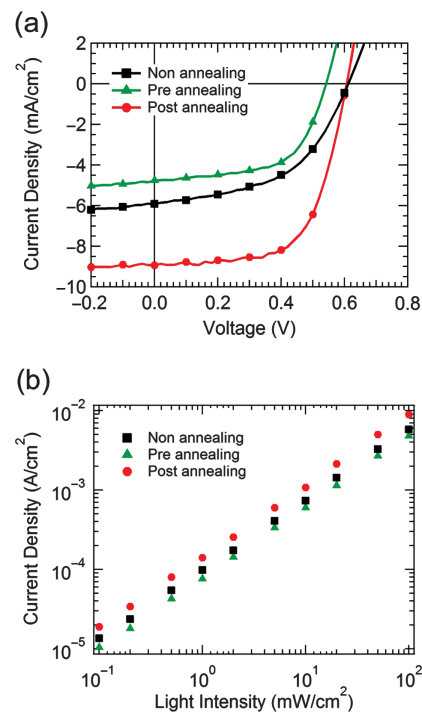 (a)
2
0
−2
−4
−6
−8
−10
Current Density (mA/cm²)
Non annealing
Pre annealing
Post annealing
−0.2 0.0 0.2 0.4 0.6 0.8
Voltage (V)
(b)
10⁻²
10⁻³
10⁻⁴
10⁻⁵
Current Density (A/cm²)
Non annealing
Pre annealing
Post annealing
10⁻¹ 10⁰ 10¹ 10²
Light Intensity (mW/cm²)